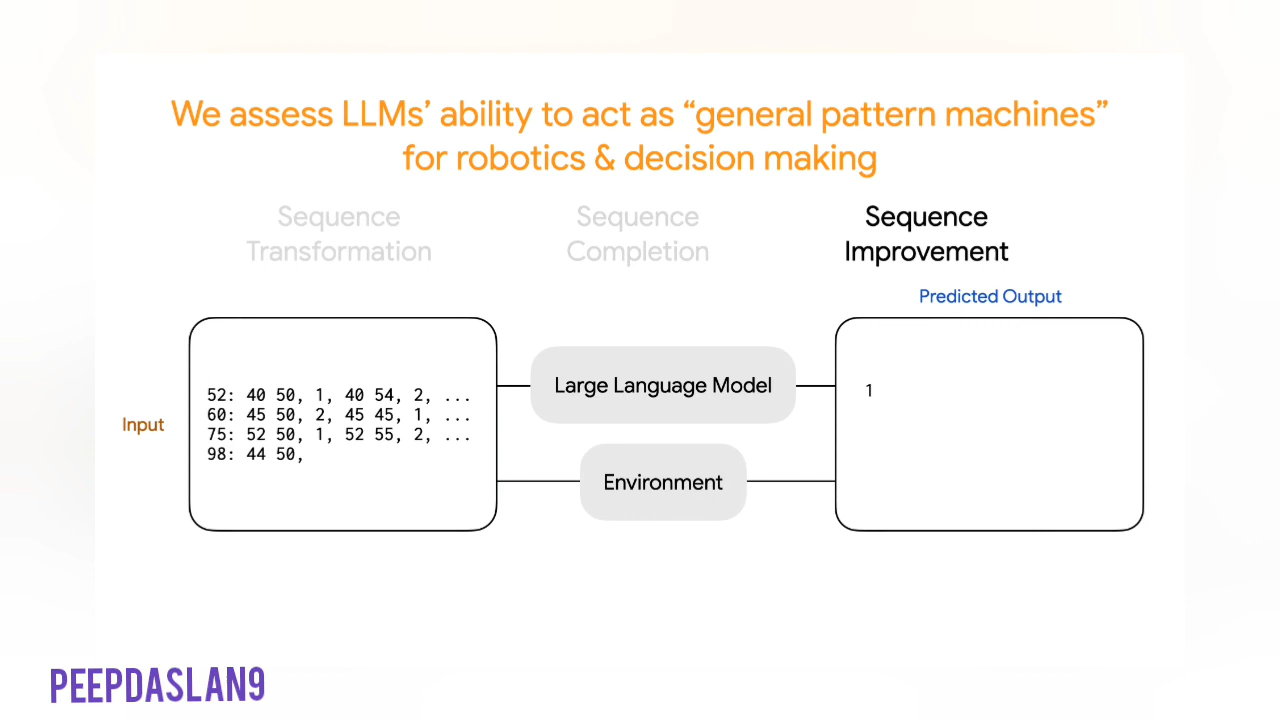 We assess LLMs’ ability to act as “general pattern machines”
for robotics & decision making
Sequence
Transformation
Sequence
Completion
Sequence
Improvement
Predicted Output
Input
52: 40 50, 1, 40 54, 2, ...
60: 45 50, 2, 45 45, 1, ...
75: 52 50, 1, 52 55, 2, ...
98: 44 50,
Large Language Model
Environment
1
PEEPDASLAN9